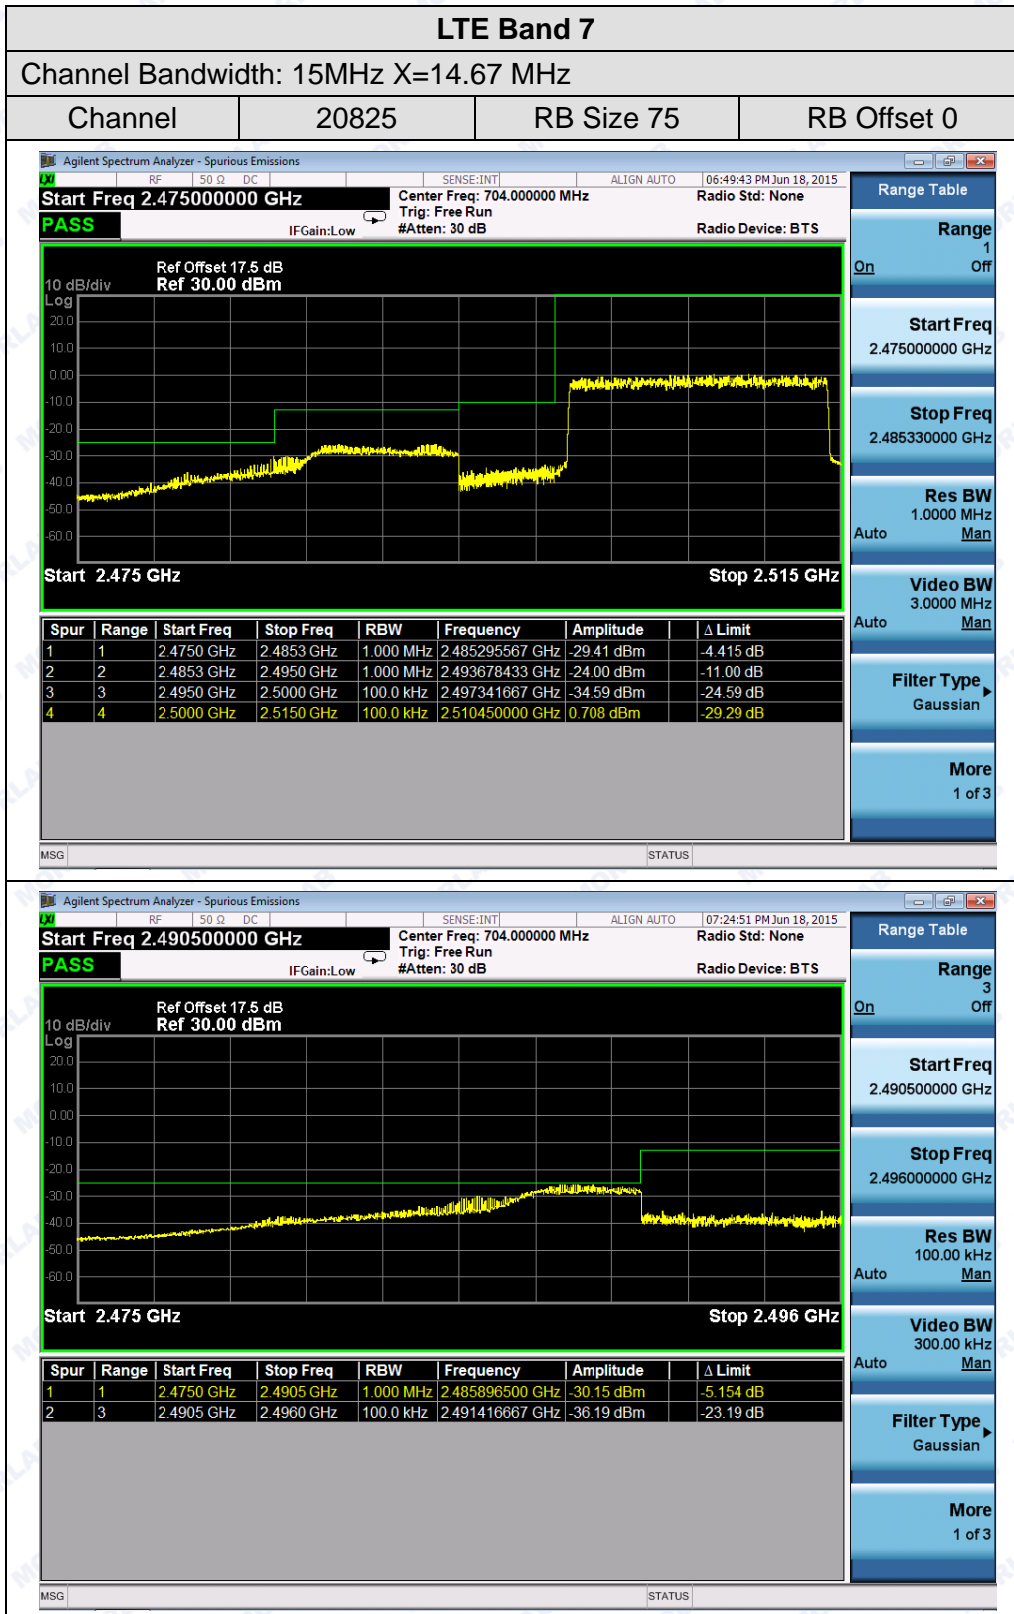 LTE Band 7
Channel Bandwidth: 15MHz X=14.67 MHz
Channel 20825 RB Size 75 RB Offset 0
Agilent Spectrum Analyzer - Spurious Emissions
LXI RF 50 Ω DC SENSE:INT ALIGN AUTO 06:49:43 PM Jun 18, 2015
Start Freq 2.475000000 GHz Center Freq: 704.000000 MHz Radio Std: None
Trig: Free Run
PASS IFGain:Low #Atten: 30 dB Radio Device: BTS
Ref Offset 17.5 dB
10 dB/div Ref 30.00 dBm
Log
20.0
10.0
0.00
-10.0
-20.0
-30.0
-40.0
-50.0
-60.0
Start 2.475 GHz Stop 2.515 GHz
Spur Range Start Freq Stop Freq RBW Frequency Amplitude Δ Limit
1 1 2.4750 GHz 2.4853 GHz 1.000 MHz 2.485295567 GHz -29.41 dBm -4.415 dB
2 2 2.4853 GHz 2.4950 GHz 1.000 MHz 2.493678433 GHz -24.00 dBm -11.00 dB
3 3 2.4950 GHz 2.5000 GHz 100.0 kHz 2.497341667 GHz -34.59 dBm -24.59 dB
4 4 2.5000 GHz 2.5150 GHz 100.0 kHz 2.510450000 GHz 0.708 dBm -29.29 dB
MSG STATUS
Range Table
Range
1
On Off
Start Freq
2.475000000 GHz
Stop Freq
2.485330000 GHz
Res BW
1.0000 MHz
Auto Man
Video BW
3.0000 MHz
Auto Man
Filter Type
Gaussian
More
1 of 3
Agilent Spectrum Analyzer - Spurious Emissions
LXI RF 50 Ω DC SENSE:INT ALIGN AUTO 07:24:51 PM Jun 18, 2015
Start Freq 2.490500000 GHz Center Freq: 704.000000 MHz Radio Std: None
Trig: Free Run
PASS IFGain:Low #Atten: 30 dB Radio Device: BTS
Ref Offset 17.5 dB
10 dB/div Ref 30.00 dBm
Log
20.0
10.0
0.00
-10.0
-20.0
-30.0
-40.0
-50.0
-60.0
Start 2.475 GHz Stop 2.496 GHz
Spur Range Start Freq Stop Freq RBW Frequency Amplitude Δ Limit
1 1 2.4750 GHz 2.4905 GHz 1.000 MHz 2.485896500 GHz -30.15 dBm -5.154 dB
2 3 2.4905 GHz 2.4960 GHz 100.0 kHz 2.491416667 GHz -36.19 dBm -23.19 dB
MSG STATUS
Range Table
Range
3
On Off
Start Freq
2.490500000 GHz
Stop Freq
2.496000000 GHz
Res BW
100.00 kHz
Auto Man
Video BW
300.00 kHz
Auto Man
Filter Type
Gaussian
More
1 of 3